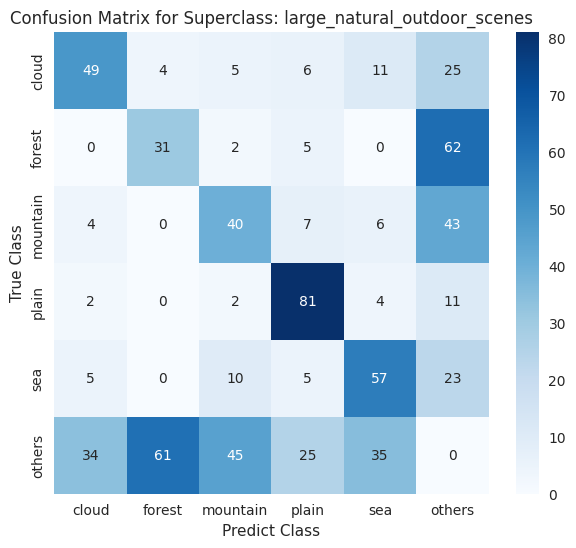 Confusion Matrix for Superclass: large_natural_outdoor_scenes
True Class
cloud 49 4 5 6 11 25
forest 0 31 2 5 0 62
mountain 4 0 40 7 6 43
plain 2 0 2 81 4 11
sea 5 0 10 5 57 23
others 34 61 45 25 35 0
cloud forest mountain plain sea others
Predict Class
80
70
60
50
40
30
20
10
0